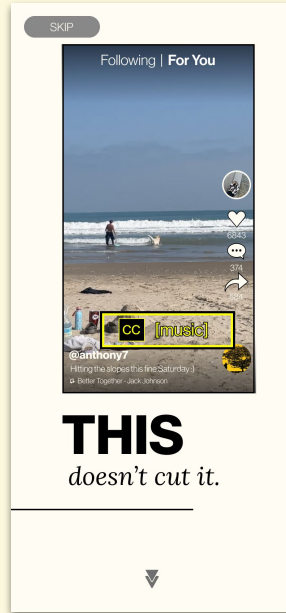 SKIP
Following | For You
6843
374
CC [music]
@anthony7
Hitting the slopes this fine Saturday:)
Better Together - Jack Johnson
THIS
doesn't cut it.